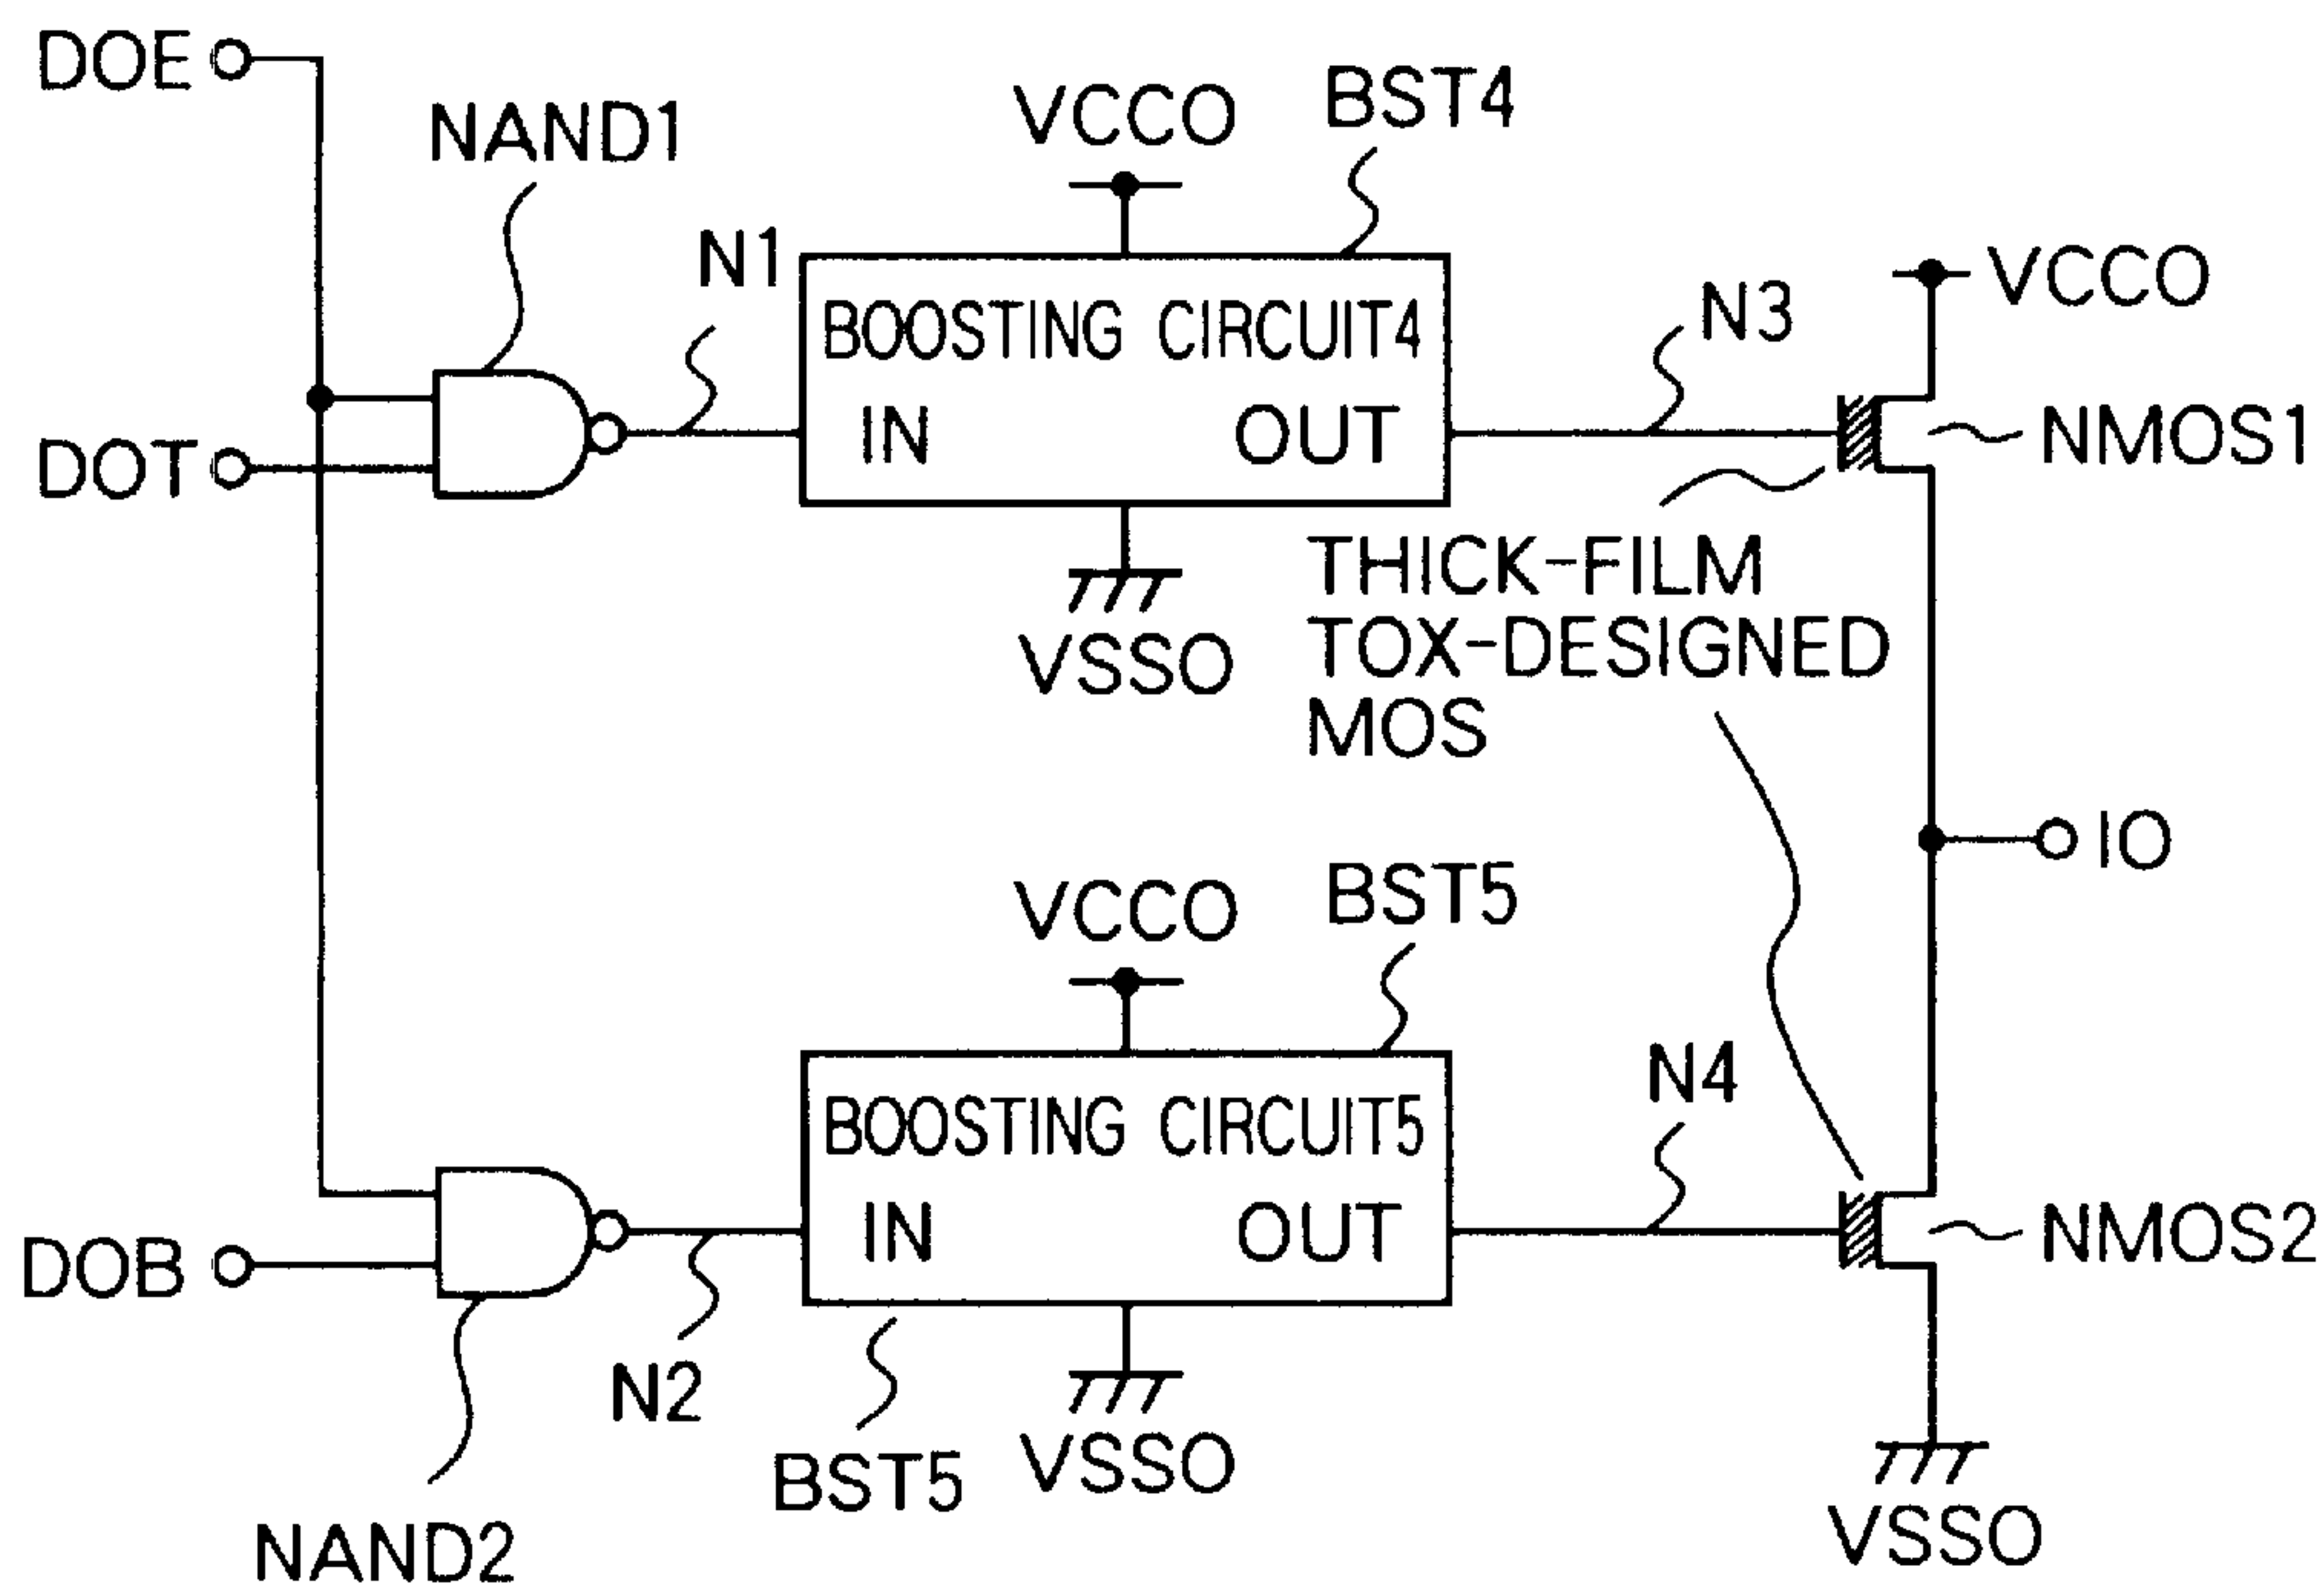 DOE
NAND1
VCCO
BST4
N1
VCCO
BOOSTING CIRCUIT4
N3
DOT
IN
OUT
NMOS1
THICK-FILM
TOX-DESIGNED
MOS
VSSO
IO
VCCO
BST5
N4
BOOSTING CIRCUIT5
DOB
IN
OUT
NMOS2
N2
BST5
VSSO
NAND2
VSSO